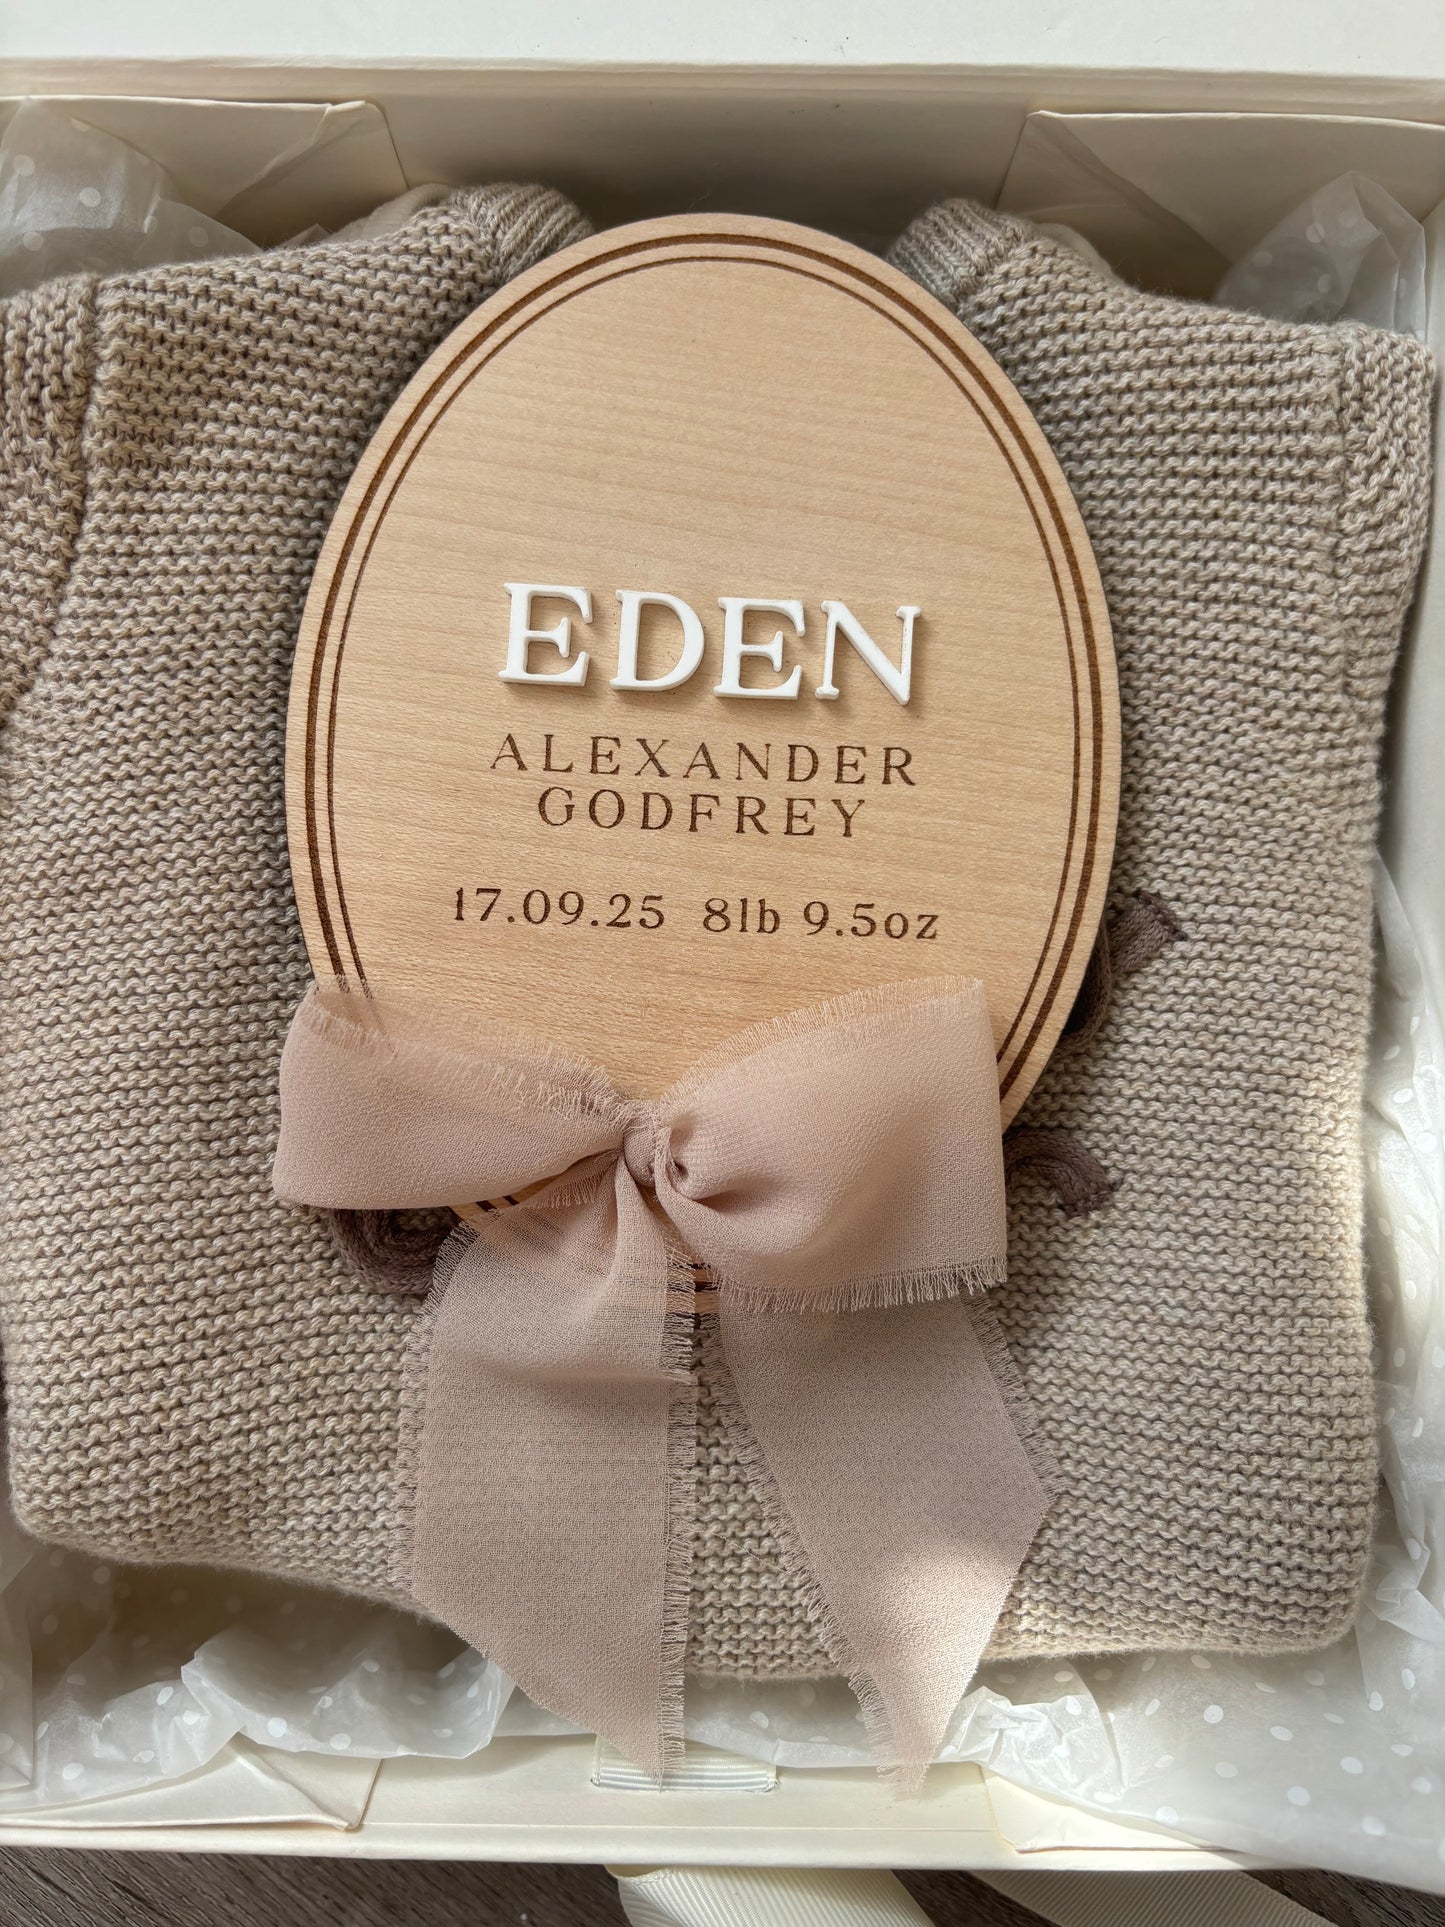 EDEN
ALEXANDER
GODFREY
17.09.25 8lb 9.5oz